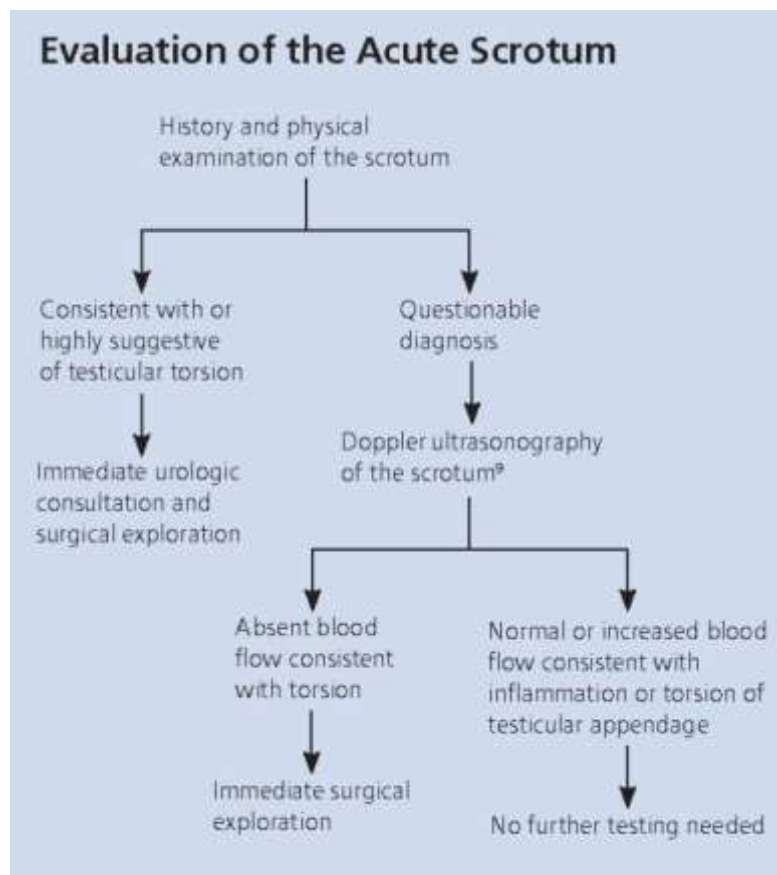 Evaluation of the Acute Scrotum
History and physical
examination of the scrotum
Consistent with or
highly suggestive
of testicular torsion
Questionable
diagnosis
Immediate urologic
consultation and
surgical exploration
Doppler ultrasonography
of the scrotum⁹
Absent blood
flow consistent
with torsion
Normal or increased blood
flow consistent with
inflammation or torsion of
testicular appendage
Immediate surgical
exploration
No further testing needed